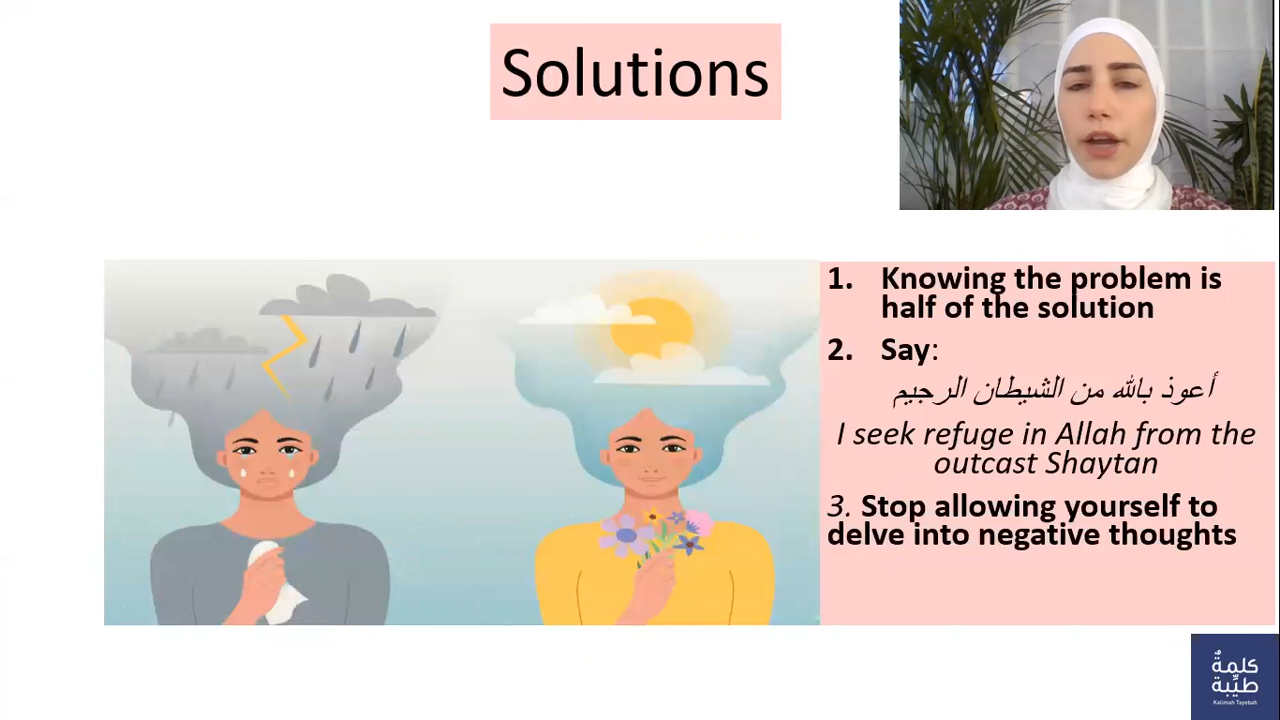 Solutions
1. Knowing the problem is
half of the solution
2. Say:
أعوذ بالله من الشيطان الرجيم
I seek refuge in Allah from the
outcast Shaytan
3. Stop allowing yourself to
delve into negative thoughts
كلمةٌ
طيِّبة
Kalimah Tayebah